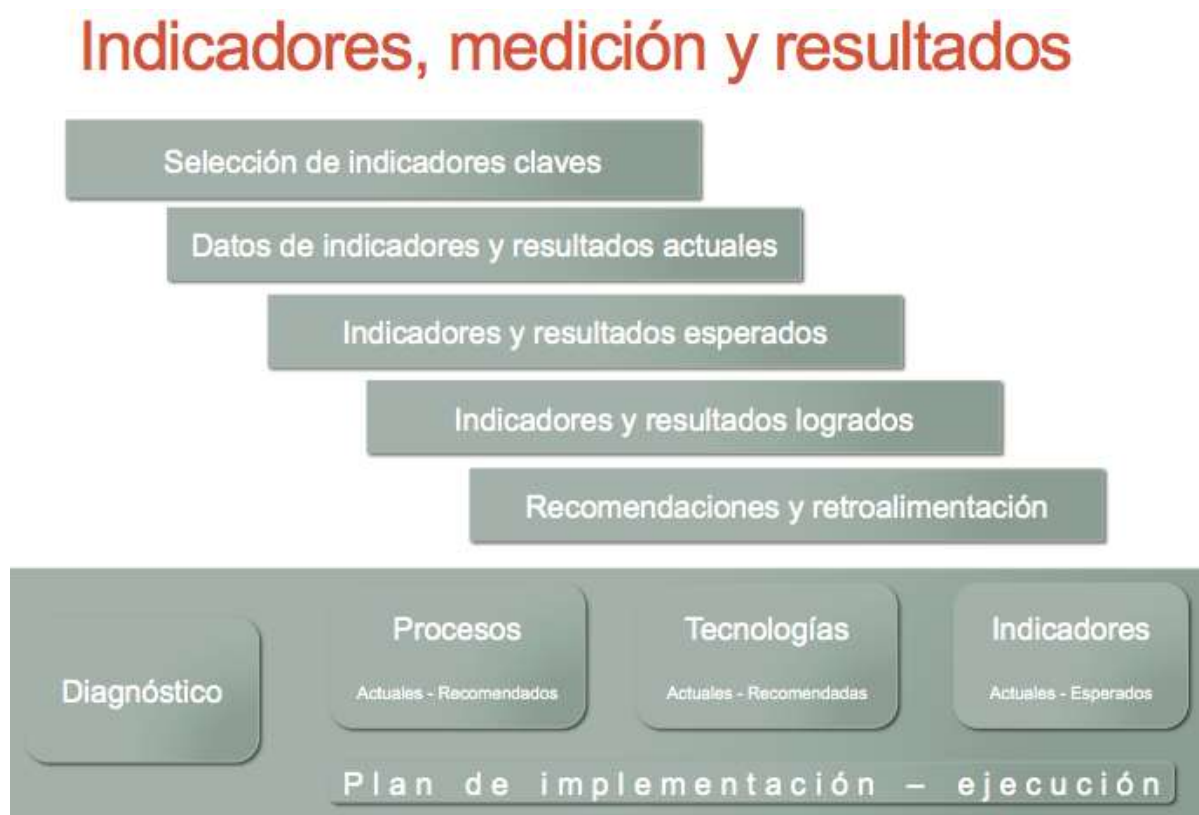 Indicadores, medición y resultados
Selección de indicadores claves
Datos de indicadores y resultados actuales
Indicadores y resultados esperados
Indicadores y resultados logrados
Recomendaciones y retroalimentación
Diagnóstico
Procesos
Actuales - Recomendados
Tecnologías
Actuales - Recomendadas
Indicadores
Actuales - Esperados
Plan de implementación – ejecución